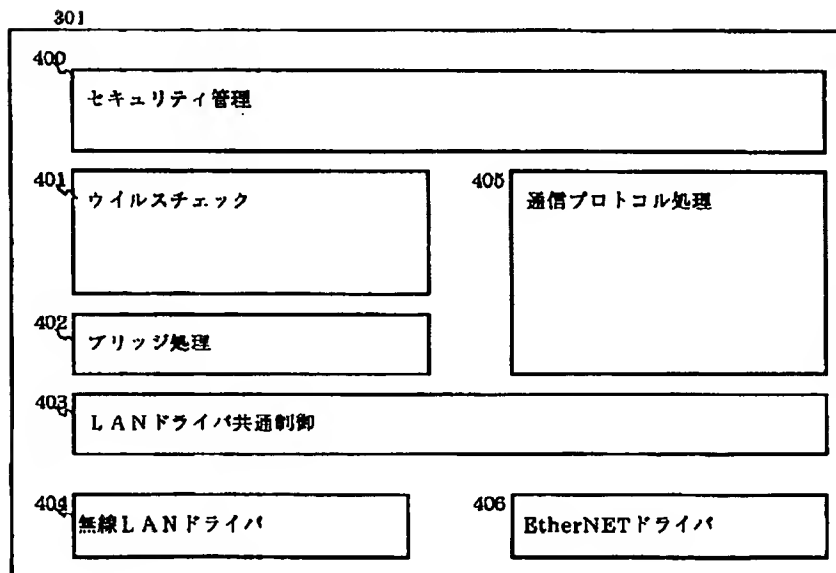 301
400
セキュリティ管理
401
ウイルスチェック
405
通信プロトコル処理
402
ブリッジ処理
403
LANドライバ共通制御
404
無線LANドライバ
406
EtherNETドライバ